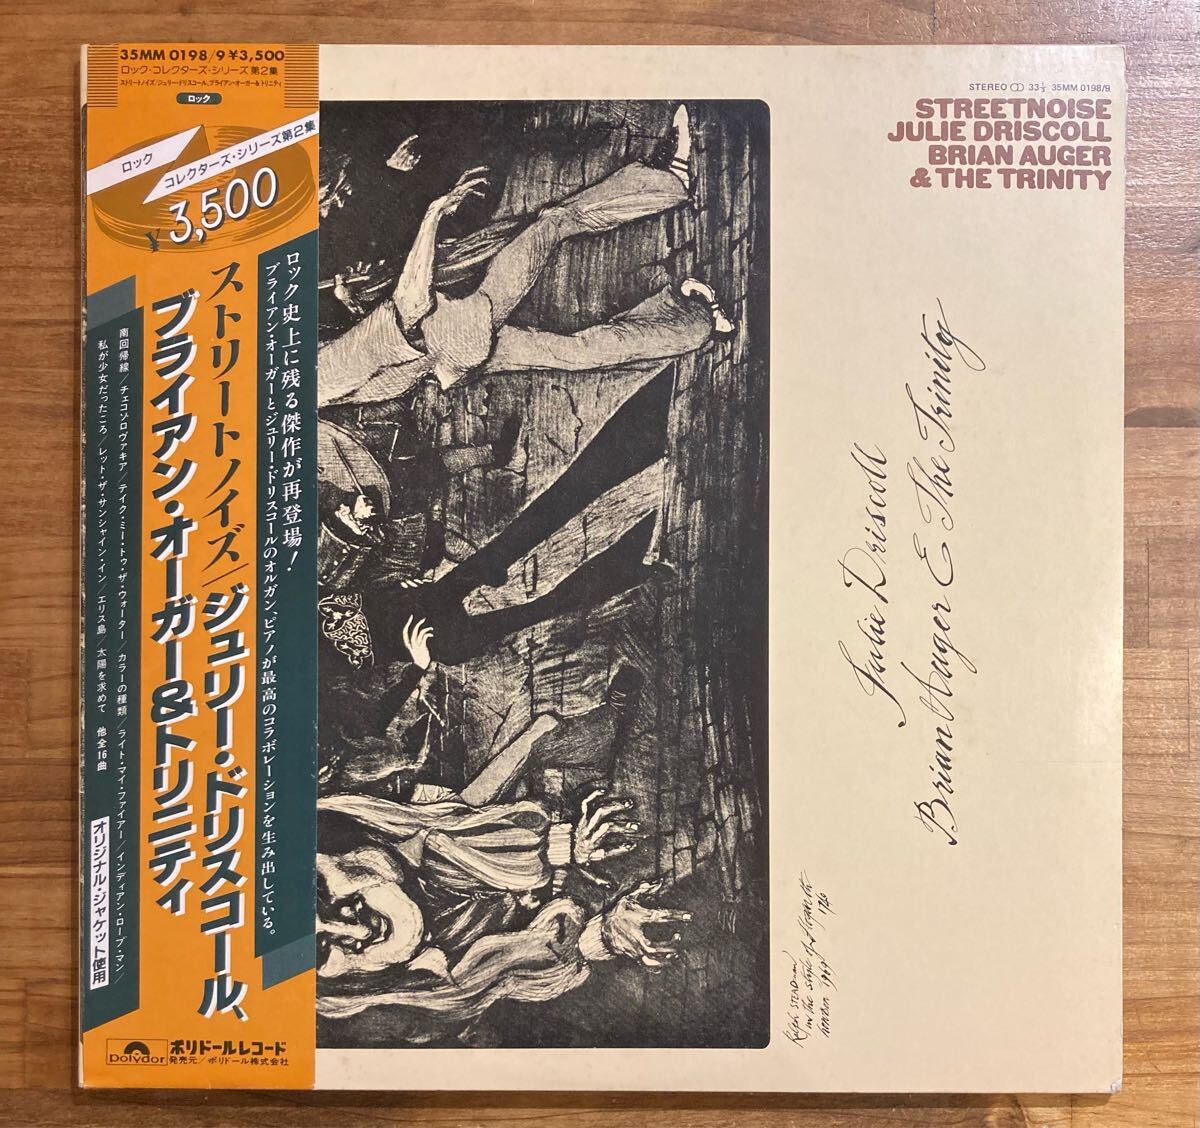 35MM 0198/9 ¥3,500
ロック・コレクターズ・シリーズ第2集
ストリートノイズ/ジュリー・ドリスコール、ブライアン・オーガー&トリニティ
ロック
ロック
コレクターズ・シリーズ第2集
¥3,500
ロック史上に残る傑作が再登場!
ブライアン・オーガーとジュリー・ドリスコールのオルガン、ピアノが最高のコラボレーションを生み出している。
ストリートノイズ/ジュリー・ドリスコール、
ブライアン・オーガー&トリニティ
南回帰線/チェコゾロヴァキア/テイク・ミー・トゥ・ザ・ウォーター/カラーの種類/ライト・マイ・ファイアー/インディアン・ロープ・マン/
私が少女だったころ/レット・ザ・サンシャイン・イン/エリス島/太陽を求めて 他全16曲
オリジナル・ジャケット使用
polydor
ポリドールレコード
発売元/ポリドール株式会社
STEREO 33⅓ 35MM 0198/9
STREETNOISE
JULIE DRISCOLL
BRIAN AUGER
& THE TRINITY
Julie Driscoll
Brian Auger & The Trinity
Ralph STEADman
in the style of
London 1969